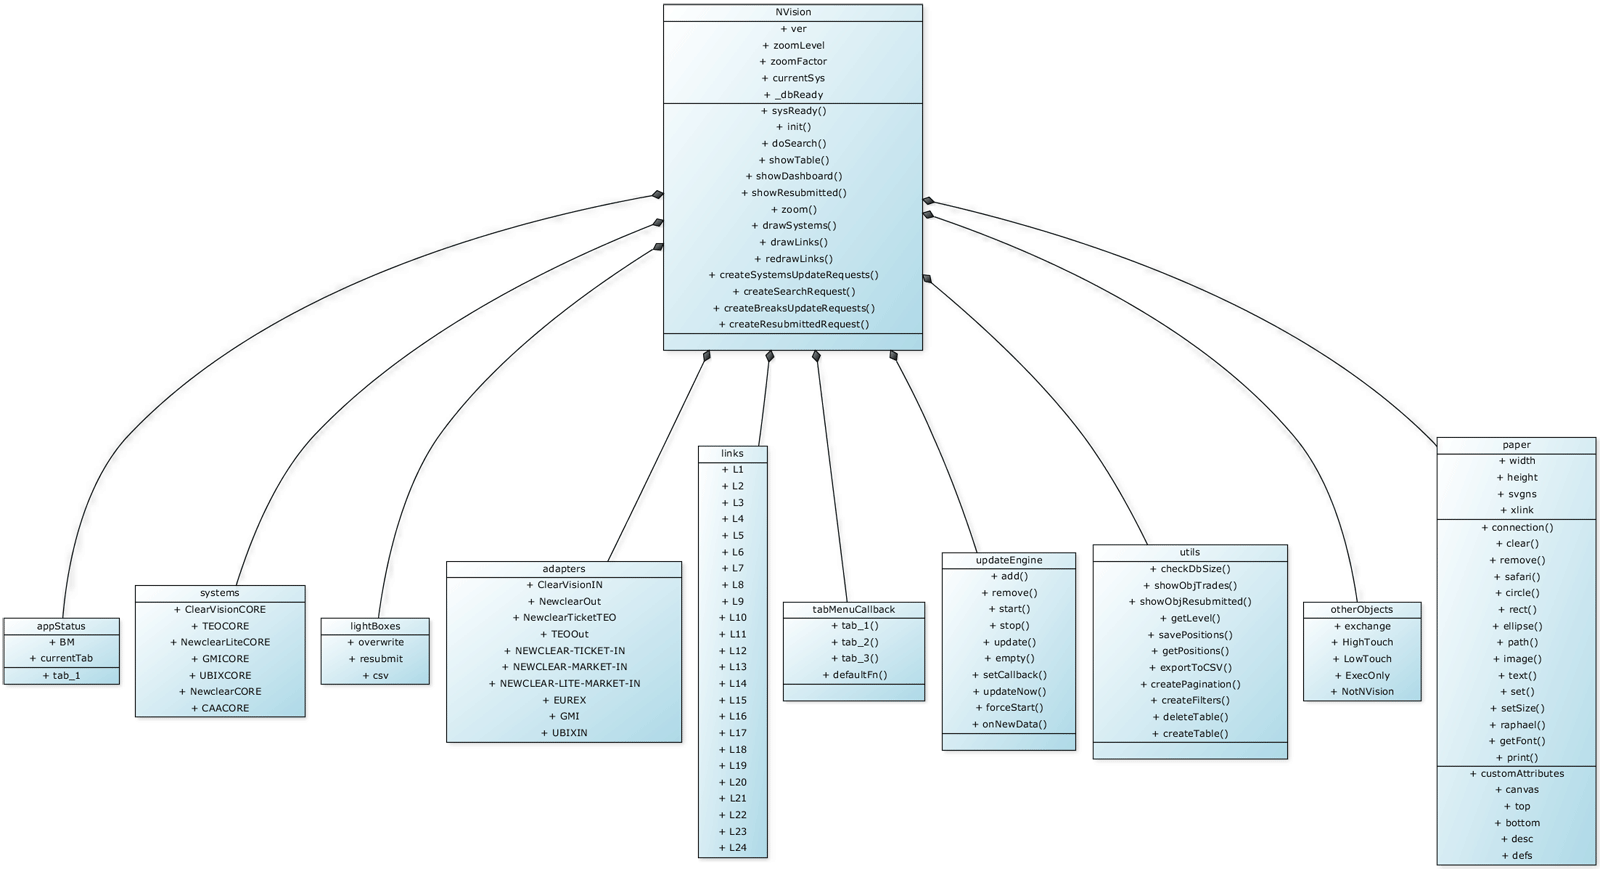 NVision
+ ver
+ zoomLevel
+ zoomFactor
+ currentSys
+ _dbReady
+ sysReady()
+ init()
+ doSearch()
+ showTable()
+ showDashboard()
+ showResubmitted()
+ zoom()
+ drawSystems()
+ drawLinks()
+ redrawLinks()
+ createSystemsUpdateRequests()
+ createSearchRequest()
+ createBreaksUpdateRequests()
+ createResubmittedRequest()
appStatus
+ BM
+ currentTab
+ tab_1
systems
+ ClearVisionCORE
+ TEOCORE
+ NewclearLiteCORE
+ GMICORE
+ UBIXCORE
+ NewclearCORE
+ CAACORE
lightBoxes
+ overwrite
+ resubmit
+ csv
adapters
+ ClearVisionIN
+ NewclearOut
+ NewclearTicketTEO
+ TEOOut
+ NEWCLEAR-TICKET-IN
+ NEWCLEAR-MARKET-IN
+ NEWCLEAR-LITE-MARKET-IN
+ EUREX
+ GMI
+ UBIXIN
links
+ L1
+ L2
+ L3
+ L4
+ L5
+ L6
+ L7
+ L8
+ L9
+ L10
+ L11
+ L12
+ L13
+ L14
+ L15
+ L16
+ L17
+ L18
+ L19
+ L20
+ L21
+ L22
+ L23
+ L24
tabMenuCallback
+ tab_1()
+ tab_2()
+ tab_3()
+ defaultFn()
updateEngine
+ add()
+ remove()
+ start()
+ stop()
+ update()
+ empty()
+ setCallback()
+ updateNow()
+ forceStart()
+ onNewData()
utils
+ checkDbSize()
+ showObjTrades()
+ showObjResubmitted()
+ getLevel()
+ savePositions()
+ getPositions()
+ exportToCSV()
+ createPagination()
+ createFilters()
+ deleteTable()
+ createTable()
otherObjects
+ exchange
+ HighTouch
+ LowTouch
+ ExecOnly
+ NotNVision
paper
+ width
+ height
+ svgns
+ xlink
+ connection()
+ clear()
+ remove()
+ safari()
+ circle()
+ rect()
+ ellipse()
+ path()
+ image()
+ text()
+ set()
+ setSize()
+ raphael()
+ getFont()
+ print()
+ customAttributes
+ canvas
+ top
+ bottom
+ desc
+ defs